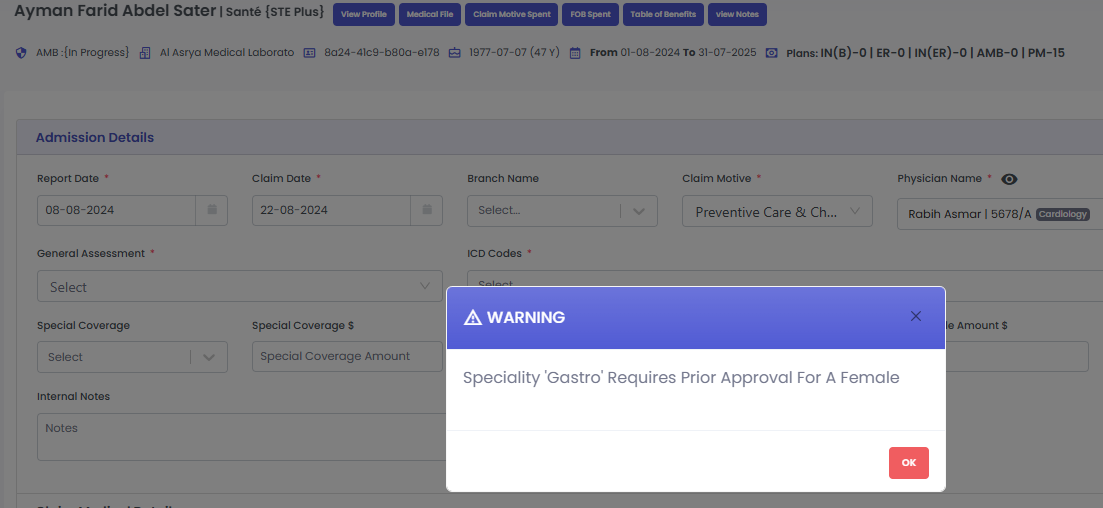 Ayman Farid Abdel Sater | Santé {STE Plus} View Profile Medical File Claim Motive Spent FOB Spent Table of Benefits view Notes
AMB :{In Progress} Al Asrya Medical Laborato 8a24-41c9-b80a-e178 1977-07-07 (47 Y) From 01-08-2024 To 31-07-2025 Plans: IN(B)-0 | ER-0 | IN(ER)-0 | AMB-0 | PM-15
Admission Details
Report Date * Claim Date * Branch Name Claim Motive * Physician Name *
08-08-2024 22-08-2024 Select... Preventive Care & Ch... Rabih Asmar | 5678/A Cardiology
General Assessment * ICD Codes *
Select Select
WARNING
Special Coverage Special Coverage $ Amount $
Select Special Coverage Amount
Speciality 'Gastro' Requires Prior Approval For A Female
Internal Notes
Notes
OK